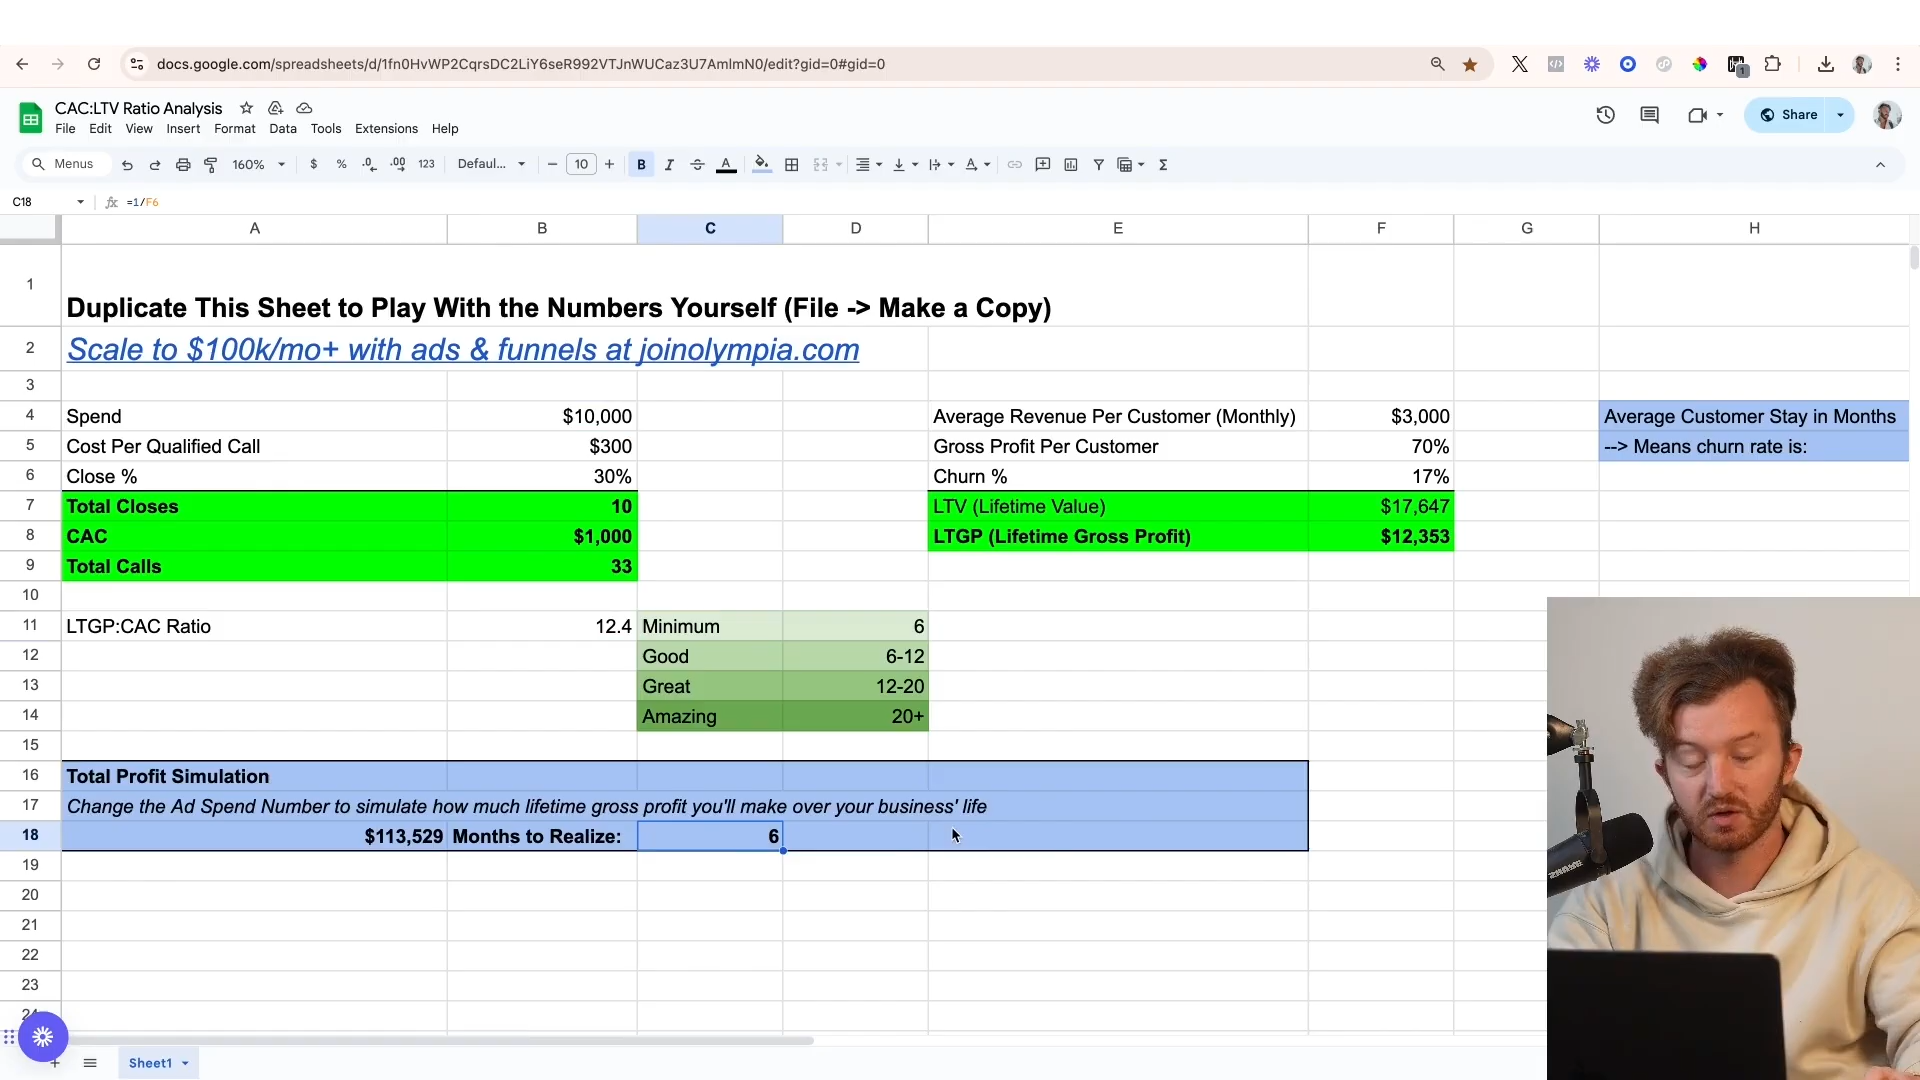 docs.google.com/spreadsheets/d/1fn0HvWP2CqrsDC2LiY6seR992VTJnWUCaz3U7AmImN0/edit?gid=0#gid=0
CAC:LTV Ratio Analysis
File Edit View Insert Format Data Tools Extensions Help
Share
Menus 160% $ % .0 .00 123 Defaul... 10 B I A
C18 fx =1/F6
A B C D E F G H
1 Duplicate This Sheet to Play With the Numbers Yourself (File -> Make a Copy)
2 Scale to $100k/mo+ with ads & funnels at joinolympia.com
3
4 Spend $10,000 Average Revenue Per Customer (Monthly) $3,000 Average Customer Stay in Months
5 Cost Per Qualified Call $300 Gross Profit Per Customer 70% --> Means churn rate is:
6 Close % 30% Churn % 17%
7 Total Closes 10 LTV (Lifetime Value) $17,647
8 CAC $1,000 LTGP (Lifetime Gross Profit) $12,353
9 Total Calls 33
10
11 LTGP:CAC Ratio 12.4 Minimum 6
12 Good 6-12
13 Great 12-20
14 Amazing 20+
15
16 Total Profit Simulation
17 Change the Ad Spend Number to simulate how much lifetime gross profit you'll make over your business' life
18 $113,529 Months to Realize: 6
19
20
21
22
23
24
Sheet1